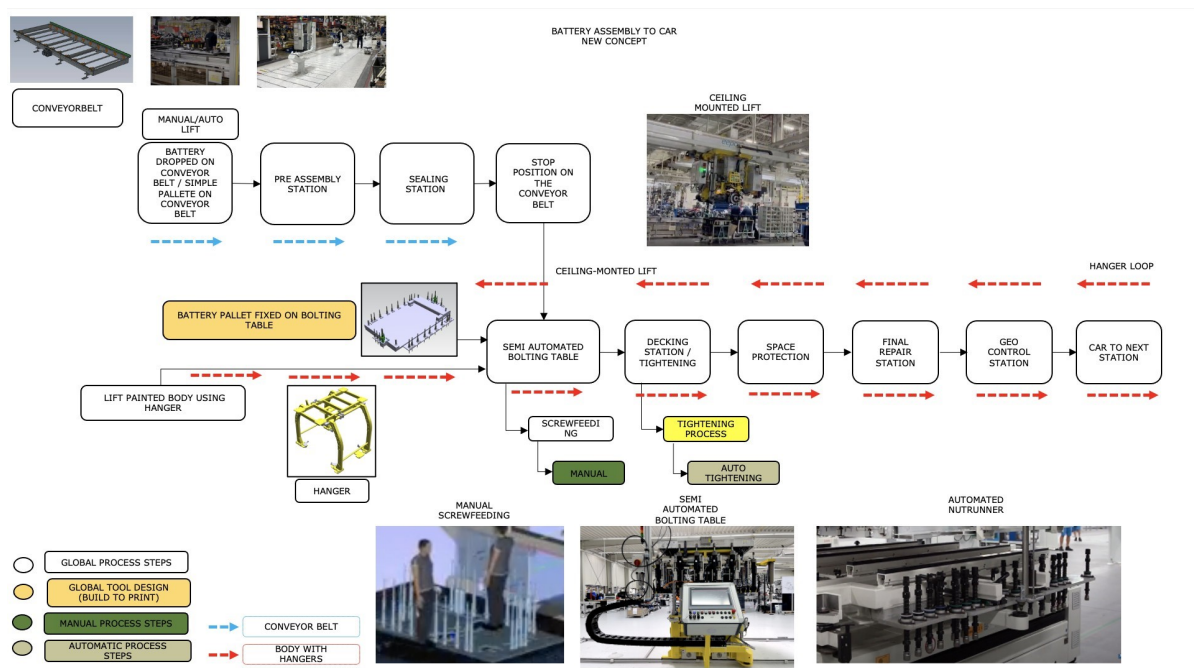 BATTERY ASSEMBLY TO CAR
NEW CONCEPT
CONVEYORBELT
MANUAL/AUTO
LIFT
CEILING
MOUNTED LIFT
BATTERY
DROPPED ON
CONVEYOR
BELT / SIMPLE
PALLETE ON
CONVEYOR
BELT
PRE ASSEMBLY
STATION
SEALING
STATION
STOP
POSITION ON
THE
CONVEYOR
BELT
CEILING-MONTED LIFT
HANGER LOOP
BATTERY PALLET FIXED ON BOLTING
TABLE
SEMI AUTOMATED
BOLTING TABLE
DECKING
STATION /
TIGHTENING
SPACE
PROTECTION
FINAL
REPAIR
STATION
GEO
CONTROL
STATION
CAR TO NEXT
STATION
LIFT PAINTED BODY USING
HANGER
SCREWFEEDI
NG
TIGHTENING
PROCESS
MANUAL
AUTO
TIGHTENING
HANGER
MANUAL
SCREWFEEDING
SEMI
AUTOMATED
BOLTING TABLE
AUTOMATED
NUTRUNNER
GLOBAL PROCESS STEPS
GLOBAL TOOL DESIGN
(BUILD TO PRINT)
MANUAL PROCESS STEPS
AUTOMATIC PROCESS
STEPS
CONVEYOR BELT
BODY WITH
HANGERS